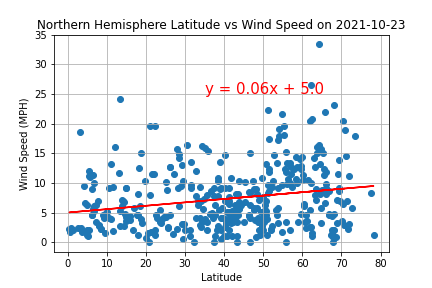 Northern Hemisphere Latitude vs Wind Speed on 2021-10-23
35
30
25
20
15
10
5
0
Wind Speed (MPH)
y = 0.06x + 5.0
0 10 20 30 40 50 60 70 80
Latitude